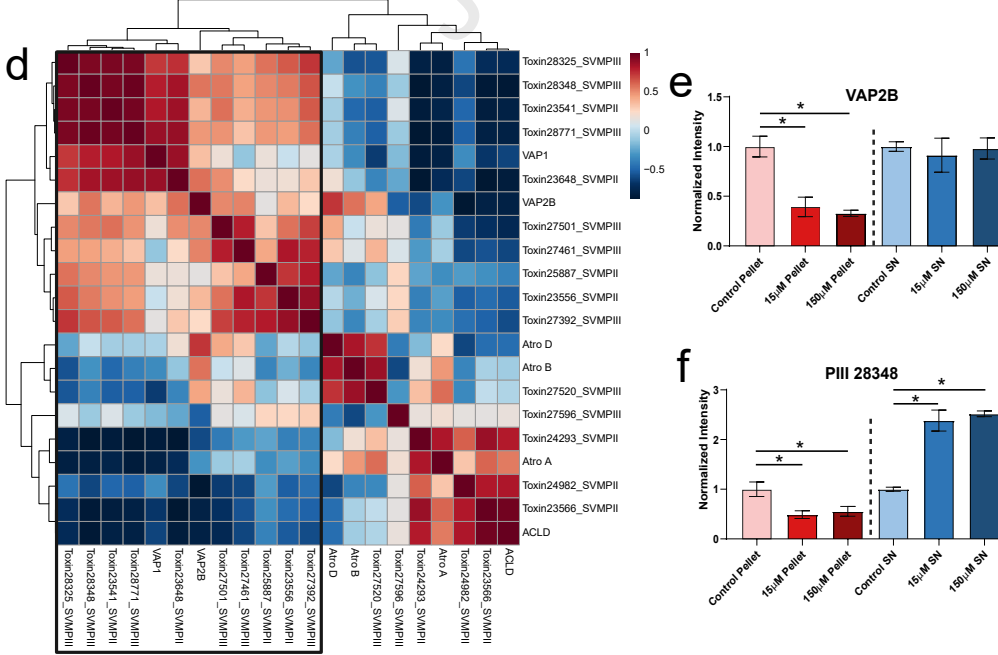 d
Toxin28325_SVMPIII
Toxin28348_SVMPIII
Toxin23541_SVMPII
Toxin28771_SVMPIII
VAP1
Toxin23648_SVMPII
VAP2B
Toxin27501_SVMPIII
Toxin27461_SVMPIII
Toxin25887_SVMPII
Toxin23556_SVMPII
Toxin27392_SVMPIII
Atro D
Atro B
Toxin27520_SVMPIII
Toxin27596_SVMPIII
Toxin24293_SVMPII
Atro A
Toxin24982_SVMPII
Toxin23566_SVMPII
ACLD
1
0.5
0
−0.5
Toxin28325_SVMPIII
Toxin28348_SVMPIII
Toxin23541_SVMPII
Toxin28771_SVMPIII
VAP1
Toxin23648_SVMPII
VAP2B
Toxin27501_SVMPIII
Toxin27461_SVMPIII
Toxin25887_SVMPII
Toxin23556_SVMPII
Toxin27392_SVMPIII
Atro D
Atro B
Toxin27520_SVMPIII
Toxin27596_SVMPIII
Toxin24293_SVMPII
Atro A
Toxin24982_SVMPII
Toxin23566_SVMPII
ACLD
e
VAP2B
Normalized Intensity
1.5
1.0
0.5
0.0
*
*
Control Pellet
15µM Pellet
150µM Pellet
Control SN
15µM SN
150µM SN
f
PIII 28348
Normalized Intensity
3
2
1
0
*
*
*
*
Control Pellet
15µM Pellet
150µM Pellet
Control SN
15µM SN
150µM SN